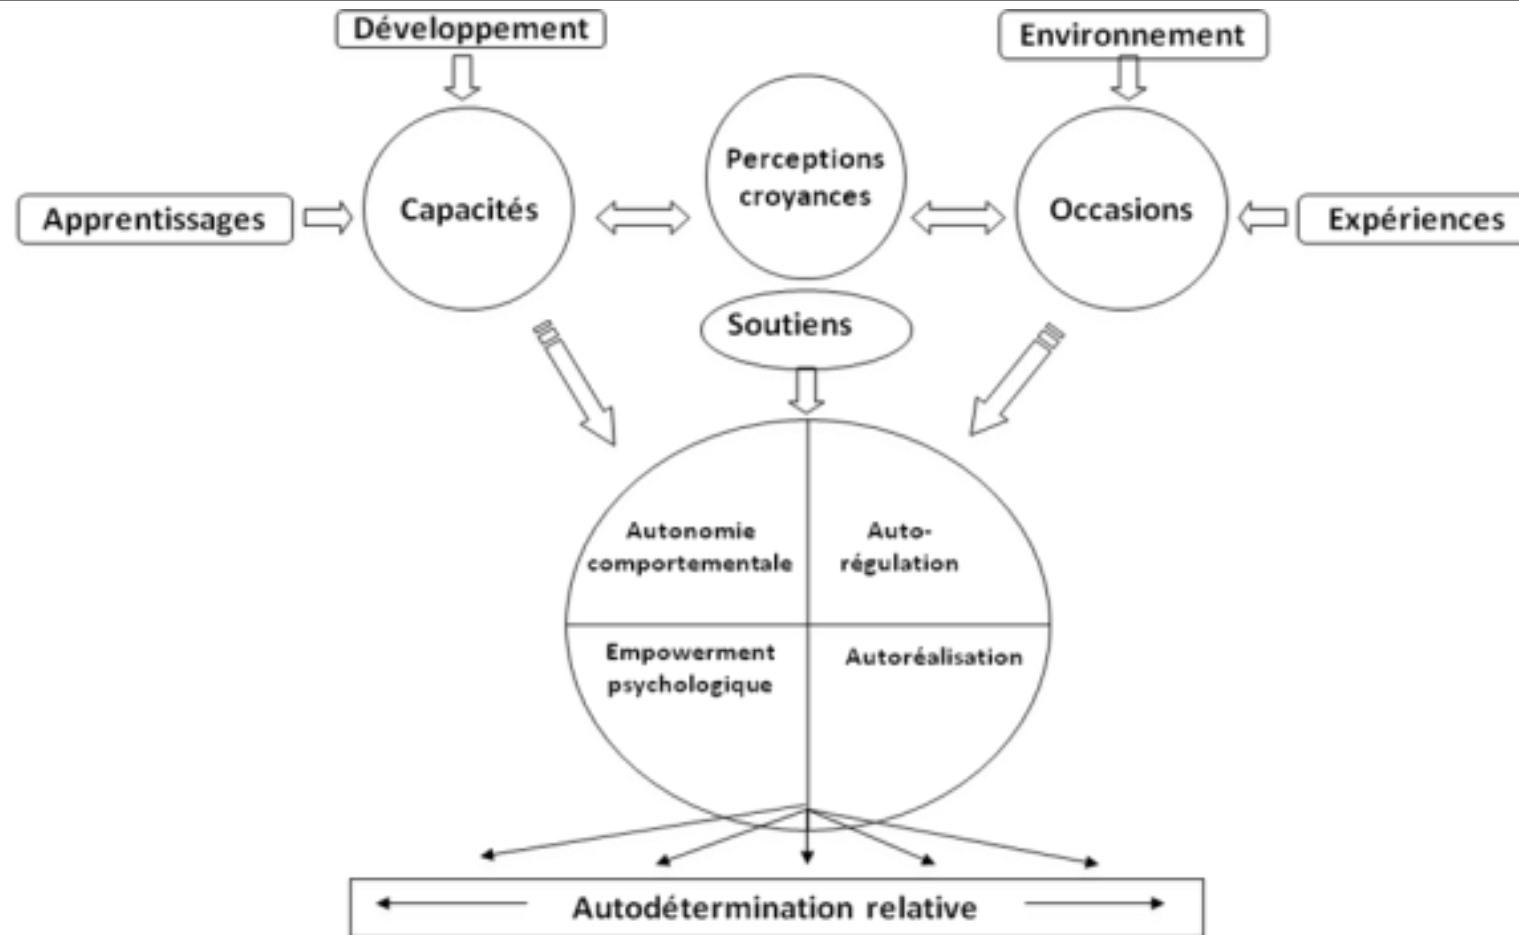 Développement
Environnement
Perceptions
croyances
Apprentissages
Capacités
Occasions
Expériences
Soutiens
Autonomie
comportementale
Auto-
régulation
Empowerment
psychologique
Autoréalisation
Autodétermination relative